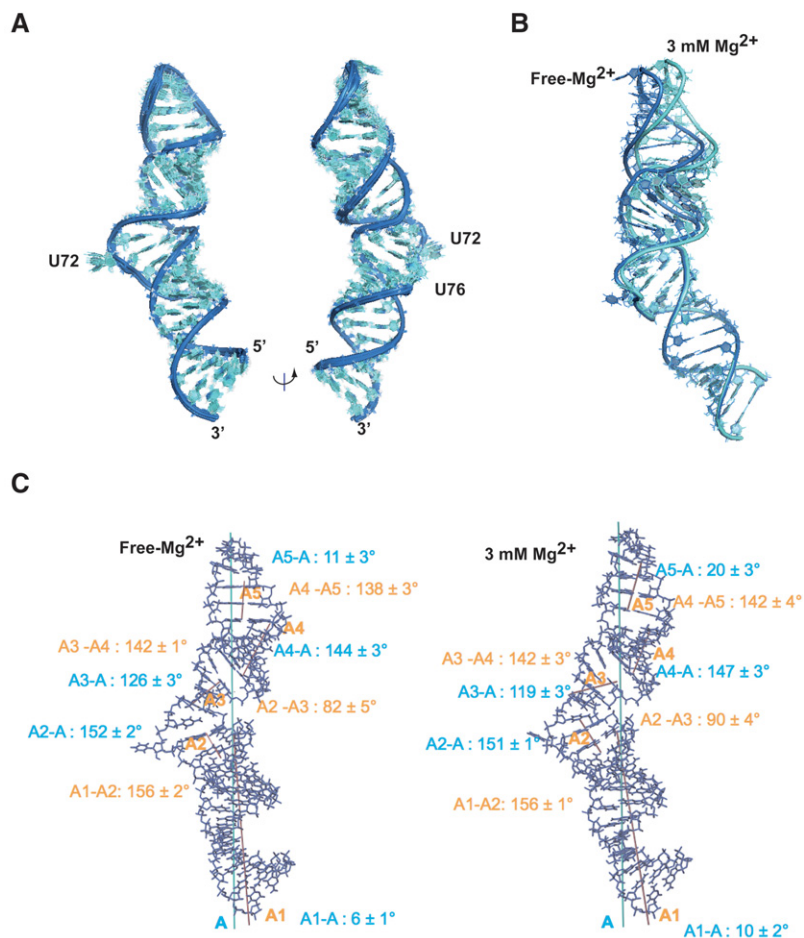 A
B
3 mM Mg2+
Free-Mg2+
U72
U72
U76
5’
5’
3’
3’
C
Free-Mg2+
A5-A : 11 ± 3°
A5
A4 -A5 : 138 ± 3°
A4
A3 -A4 : 142 ± 1°
A4-A : 144 ± 3°
A3-A : 126 ± 3°
A3
A2 -A3 : 82 ± 5°
A2-A : 152 ± 2°
A2
A1-A2: 156 ± 2°
A
A1
A1-A : 6 ± 1°
3 mM Mg2+
A5-A : 20 ± 3°
A5
A4 -A5 : 142 ± 4°
A4
A3 -A4 : 142 ± 3°
A4-A : 147 ± 3°
A3
A3-A : 119 ± 3°
A2 -A3 : 90 ± 4°
A2
A2-A : 151 ± 1°
A1-A2: 156 ± 1°
A
A1
A1-A : 10 ± 2°